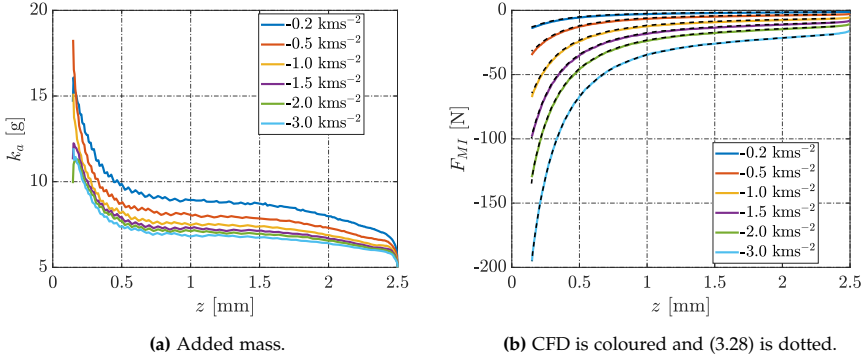 20
15
10
5
k_a [g]
0
0.5
1
1.5
2
2.5
z [mm]
-0.2 kms⁻²
-0.5 kms⁻²
-1.0 kms⁻²
-1.5 kms⁻²
-2.0 kms⁻²
-3.0 kms⁻²
(a) Added mass.
0
-50
-100
-150
-200
F_MI [N]
0
0.5
1
1.5
2
2.5
z [mm]
-0.2 kms⁻²
-0.5 kms⁻²
-1.0 kms⁻²
-1.5 kms⁻²
-2.0 kms⁻²
-3.0 kms⁻²
(b) CFD is coloured and (3.28) is dotted.